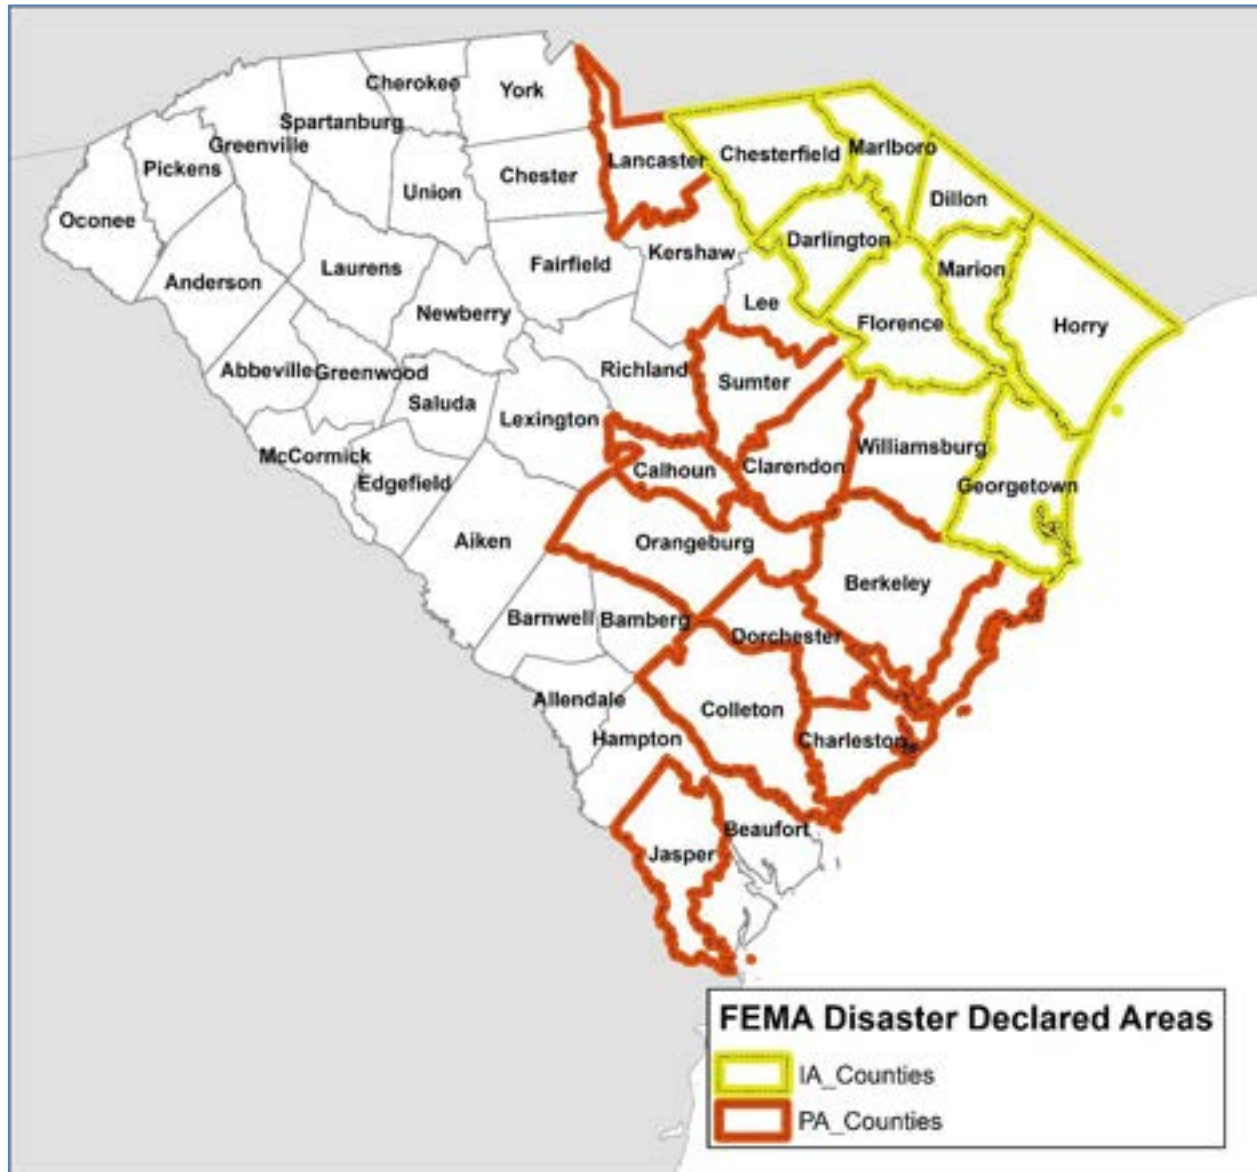 Cherokee
York
Spartanburg
Greenville
Pickens
Lancaster
Chesterfield
Marlboro
Union
Chester
Oconee
Dillon
Darlington
Kershaw
Laurens
Fairfield
Anderson
Marion
Lee
Newberry
Florence
Horry
Abbeville
Greenwood
Richland
Sumter
Saluda
Lexington
Williamsburg
McCormick
Edgefield
Calhoun
Clarendon
Georgetown
Aiken
Orangeburg
Berkeley
Barnwell
Bamberg
Dorchester
Allendale
Colleton
Hampton
Charleston
Beaufort
Jasper
FEMA Disaster Declared Areas
IA_Counties
PA_Counties